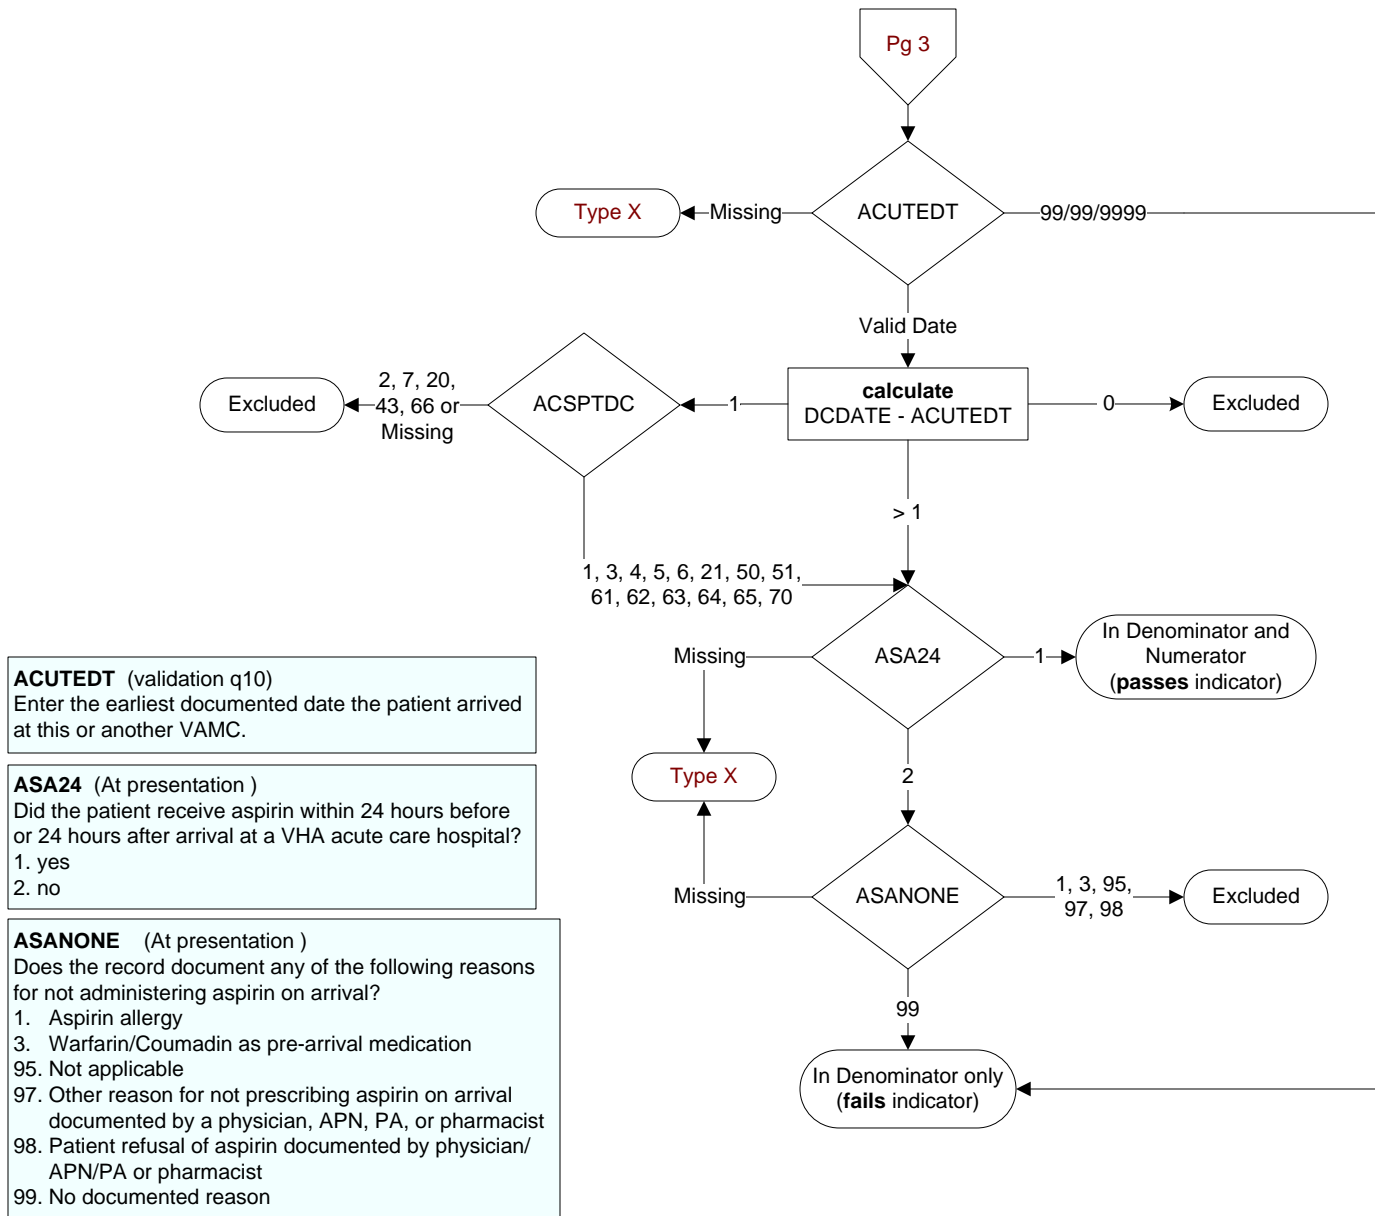 Pg 3
ACUTEDT
Missing
Type X
99/99/9999
Valid Date
calculate
DCDATE - ACUTEDT
1
0
Excluded
ACSPTDC
2, 7, 20,
43, 66 or
Missing
Excluded
> 1
1, 3, 4, 5, 6, 21, 50, 51,
61, 62, 63, 64, 65, 70
ASA24
Missing
1
In Denominator and
Numerator
(passes indicator)
Type X
2
ASANONE
Missing
1, 3, 95,
97, 98
Excluded
99
In Denominator only
(fails indicator)
ACUTEDT (validation q10)
Enter the earliest documented date the patient arrived
at this or another VAMC.
ASA24 (At presentation )
Did the patient receive aspirin within 24 hours before
or 24 hours after arrival at a VHA acute care hospital?
1. yes
2. no
ASANONE (At presentation )
Does the record document any of the following reasons
for not administering aspirin on arrival?
1. Aspirin allergy
3. Warfarin/Coumadin as pre-arrival medication
95. Not applicable
97. Other reason for not prescribing aspirin on arrival
documented by a physician, APN, PA, or pharmacist
98. Patient refusal of aspirin documented by physician/
APN/PA or pharmacist
99. No documented reason